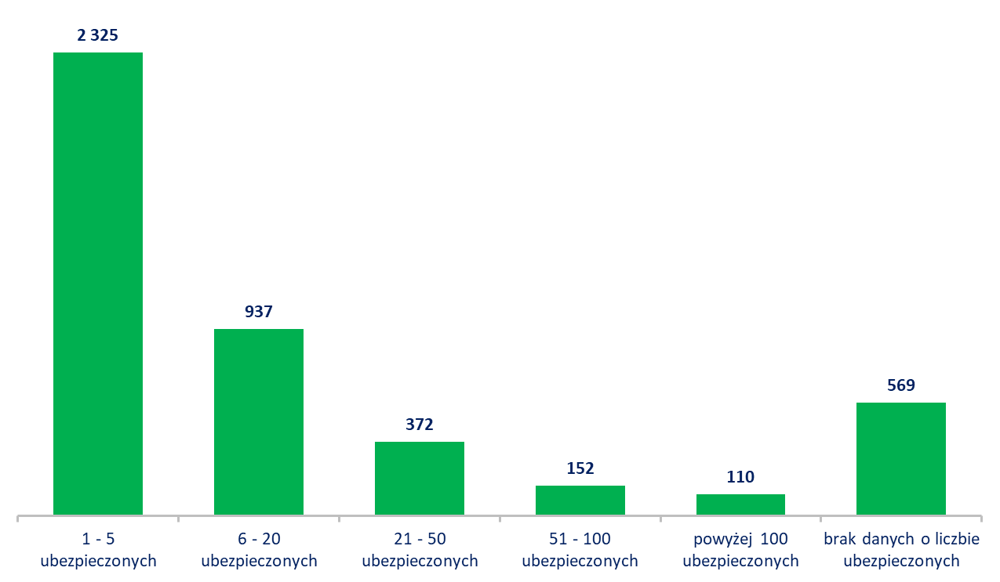 2 325
937
372
152
110
569
1 - 5
ubezpieczonych
6 - 20
ubezpieczonych
21 - 50
ubezpieczonych
51 - 100
ubezpieczonych
powyżej 100
ubezpieczonych
brak danych o liczbie
ubezpieczonych